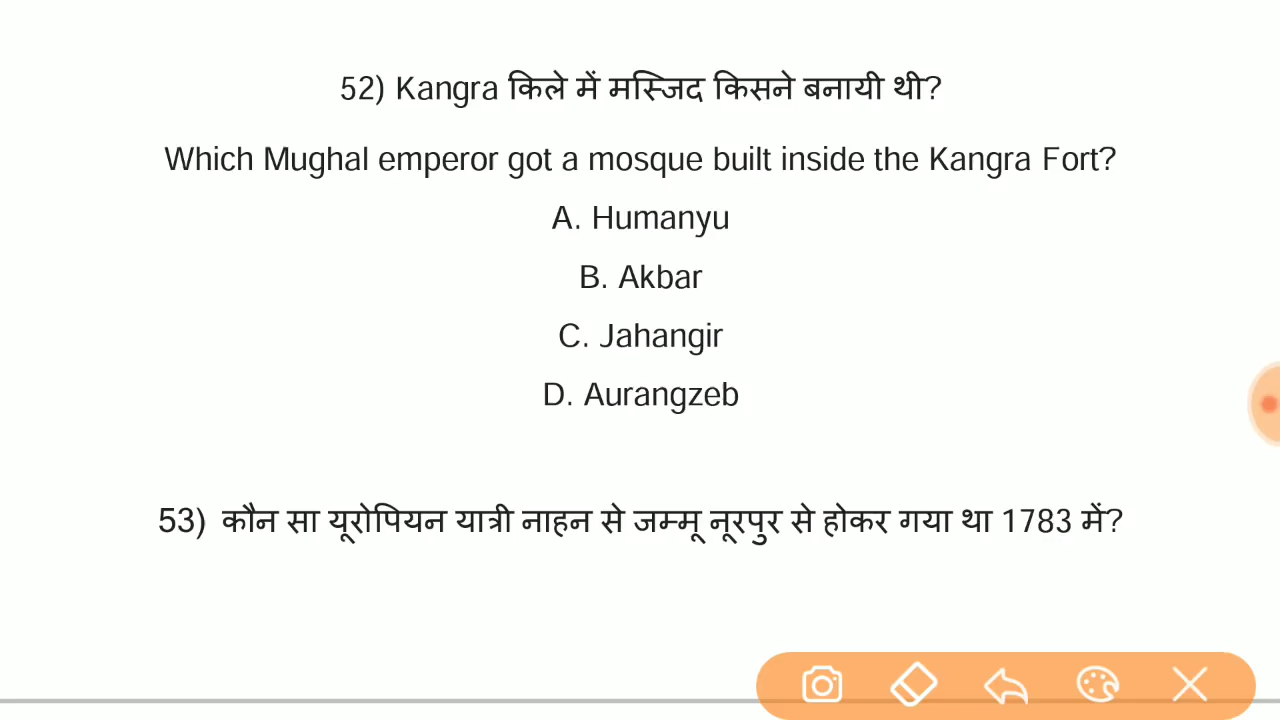 52) Kangra किले में मस्जिद किसने बनायी थी?
Which Mughal emperor got a mosque built inside the Kangra Fort?
A. Humanyu
B. Akbar
C. Jahangir
D. Aurangzeb
53) कौन सा यूरोपियन यात्री नाहन से जम्मू नूरपुर से होकर गया था 1783 में?